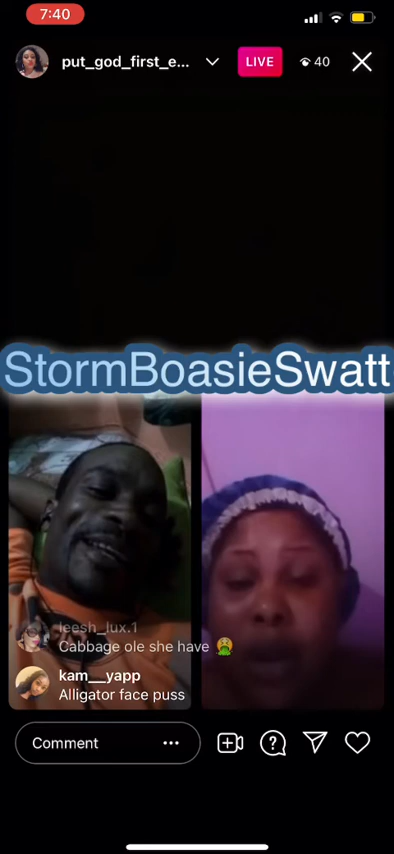 7:40
put_god_first_e...
LIVE
40
StormBoasieSwatt
leesh_lux.1
Cabbage ole she have 🤮
kam__yapp
Alligator face puss
Comment